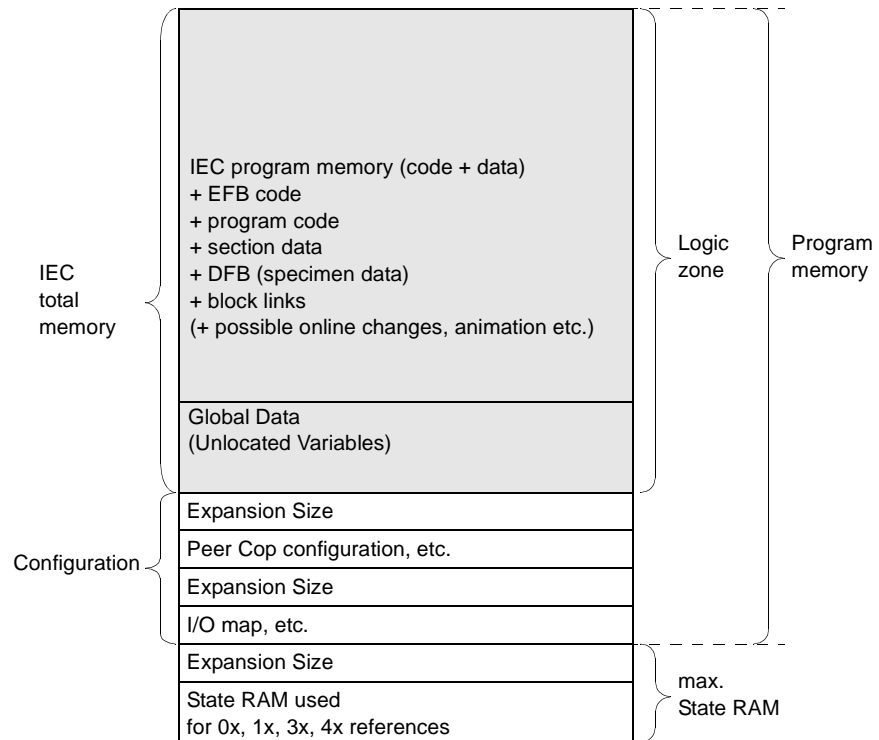 IEC program memory (code + data)
+ EFB code
+ program code
+ section data
+ DFB (specimen data)
+ block links
(+ possible online changes, animation etc.)
IEC
total
memory
Logic
zone
Program
memory
Global Data
(Unlocated Variables)
Expansion Size
Peer Cop configuration, etc.
Configuration
Expansion Size
I/O map, etc.
Expansion Size
State RAM used
for 0x, 1x, 3x, 4x references
max.
State RAM